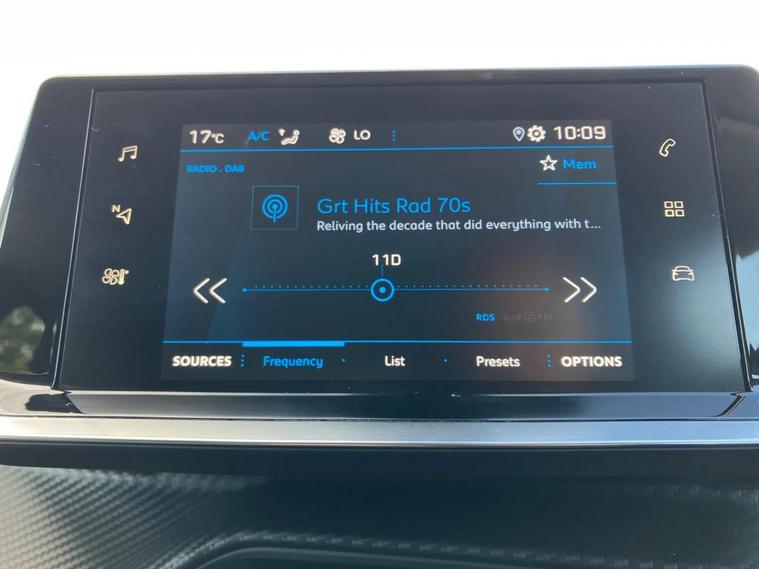 17°C A/C LO 10:09
RADIO . DAB
Mem
Grt Hits Rad 70s
Reliving the decade that did everything with t...
11D
RDS DAB FM
SOURCES Frequency List Presets OPTIONS
N